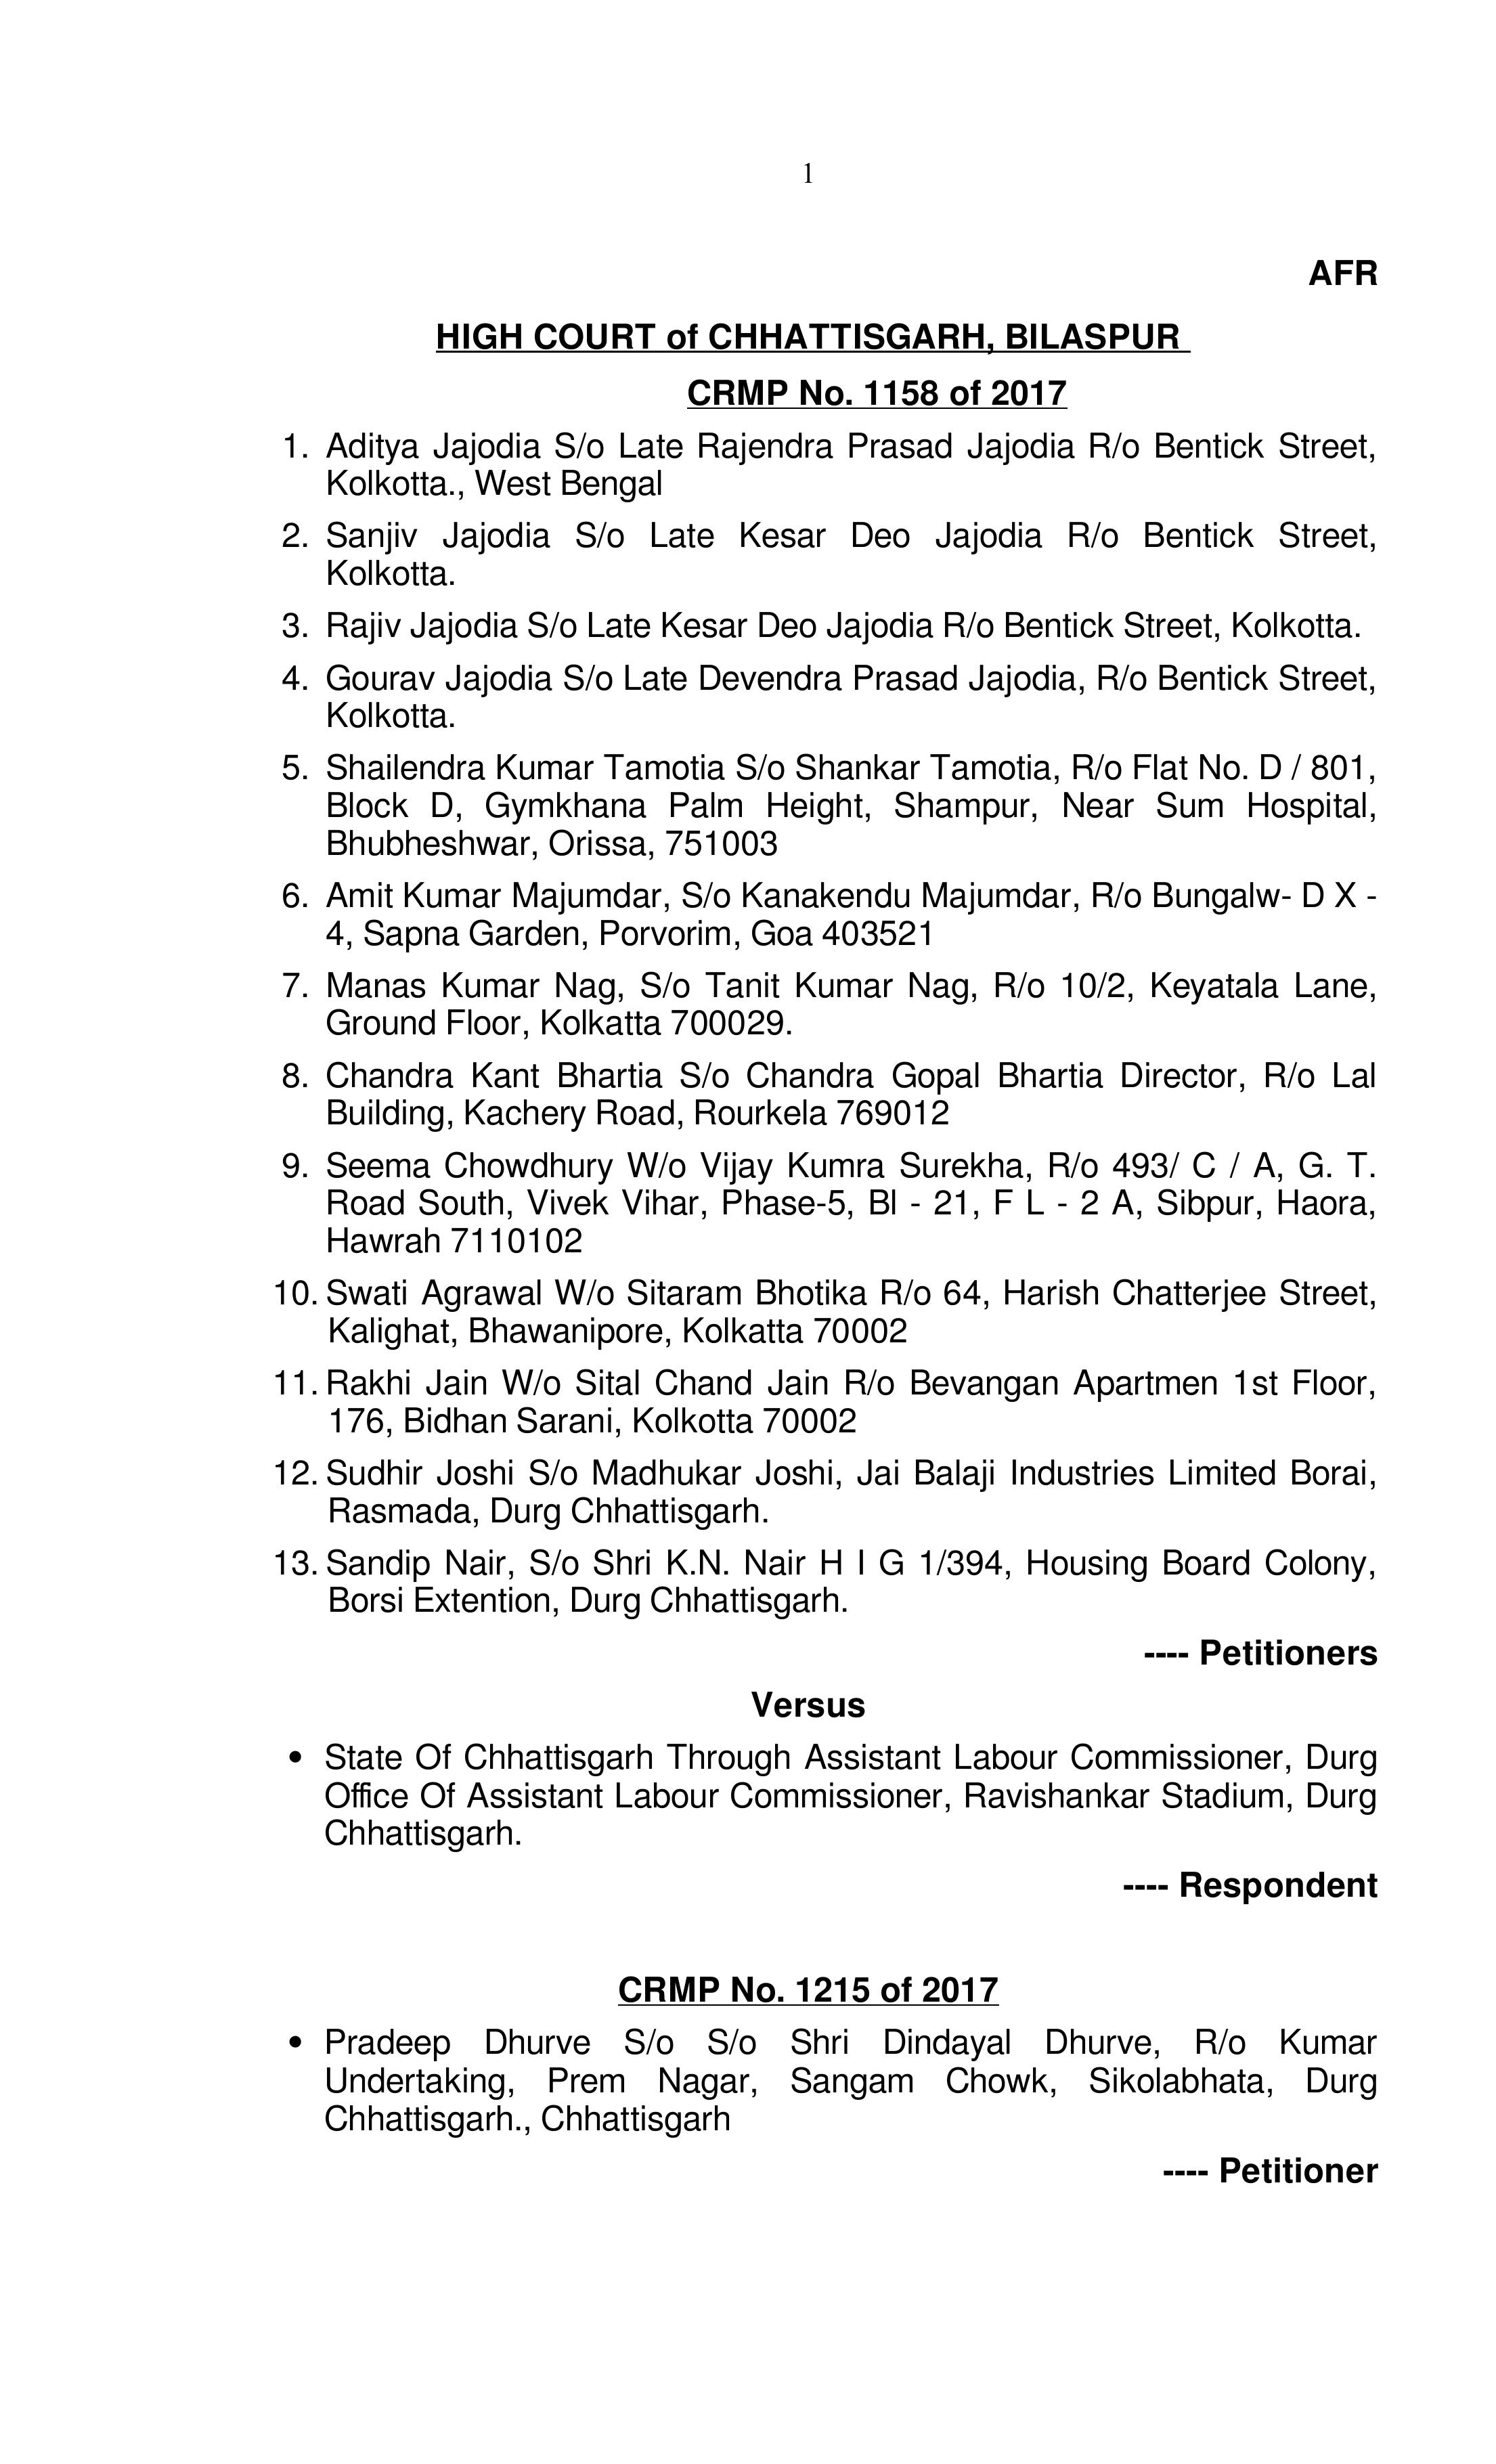 1
AFR
HIGH COURT of CHHATTISGARH, BILASPUR
CRMP No. 1158 of 2017
1. Aditya Jajodia S/o Late Rajendra Prasad Jajodia R/o Bentick Street,
Kolkotta., West Bengal
2. Sanjiv Jajodia S/o Late Kesar Deo Jajodia R/o Bentick Street,
Kolkotta.
3. Rajiv Jajodia S/o Late Kesar Deo Jajodia R/o Bentick Street, Kolkotta.
4. Gourav Jajodia S/o Late Devendra Prasad Jajodia, R/o Bentick Street,
Kolkotta.
5. Shailendra Kumar Tamotia S/o Shankar Tamotia, R/o Flat No. D / 801,
Block D, Gymkhana Palm Height, Shampur, Near Sum Hospital,
Bhubheshwar, Orissa, 751003
6. Amit Kumar Majumdar, S/o Kanakendu Majumdar, R/o Bungalw- D X -
4, Sapna Garden, Porvorim, Goa 403521
7. Manas Kumar Nag, S/o Tanit Kumar Nag, R/o 10/2, Keyatala Lane,
Ground Floor, Kolkatta 700029.
8. Chandra Kant Bhartia S/o Chandra Gopal Bhartia Director, R/o Lal
Building, Kachery Road, Rourkela 769012
9. Seema Chowdhury W/o Vijay Kumra Surekha, R/o 493/ C / A, G. T.
Road South, Vivek Vihar, Phase-5, Bl - 21, F L - 2 A, Sibpur, Haora,
Hawrah 7110102
10. Swati Agrawal W/o Sitaram Bhotika R/o 64, Harish Chatterjee Street,
Kalighat, Bhawanipore, Kolkatta 70002
11. Rakhi Jain W/o Sital Chand Jain R/o Bevangan Apartmen 1st Floor,
176, Bidhan Sarani, Kolkotta 70002
12. Sudhir Joshi S/o Madhukar Joshi, Jai Balaji Industries Limited Borai,
Rasmada, Durg Chhattisgarh.
13. Sandip Nair, S/o Shri K.N. Nair H I G 1/394, Housing Board Colony,
Borsi Extention, Durg Chhattisgarh.
---- Petitioners
Versus
• State Of Chhattisgarh Through Assistant Labour Commissioner, Durg
Office Of Assistant Labour Commissioner, Ravishankar Stadium, Durg
Chhattisgarh.
---- Respondent
CRMP No. 1215 of 2017
• Pradeep Dhurve S/o S/o Shri Dindayal Dhurve, R/o Kumar
Undertaking, Prem Nagar, Sangam Chowk, Sikolabhata, Durg
Chhattisgarh., Chhattisgarh
---- Petitioner